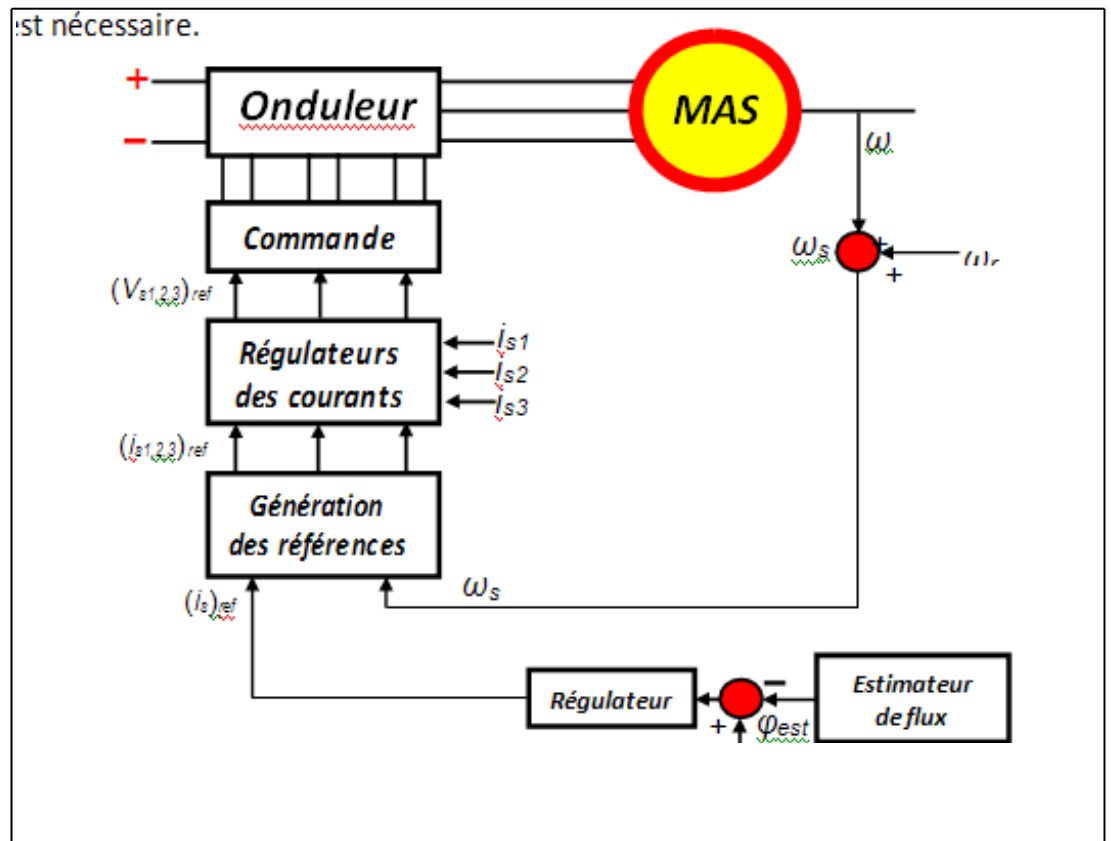 est nécessaire.
+
Onduleur
MAS
−
ω
Commande
ωs
+
+
(Vs1,2,3) ref
Régulateurs
des courants
is1
is2
is3
(is1,2,3) ref
Génération
des références
ωs
(is)ref
Régulateur
−
Estimateur
de flux
+
φest